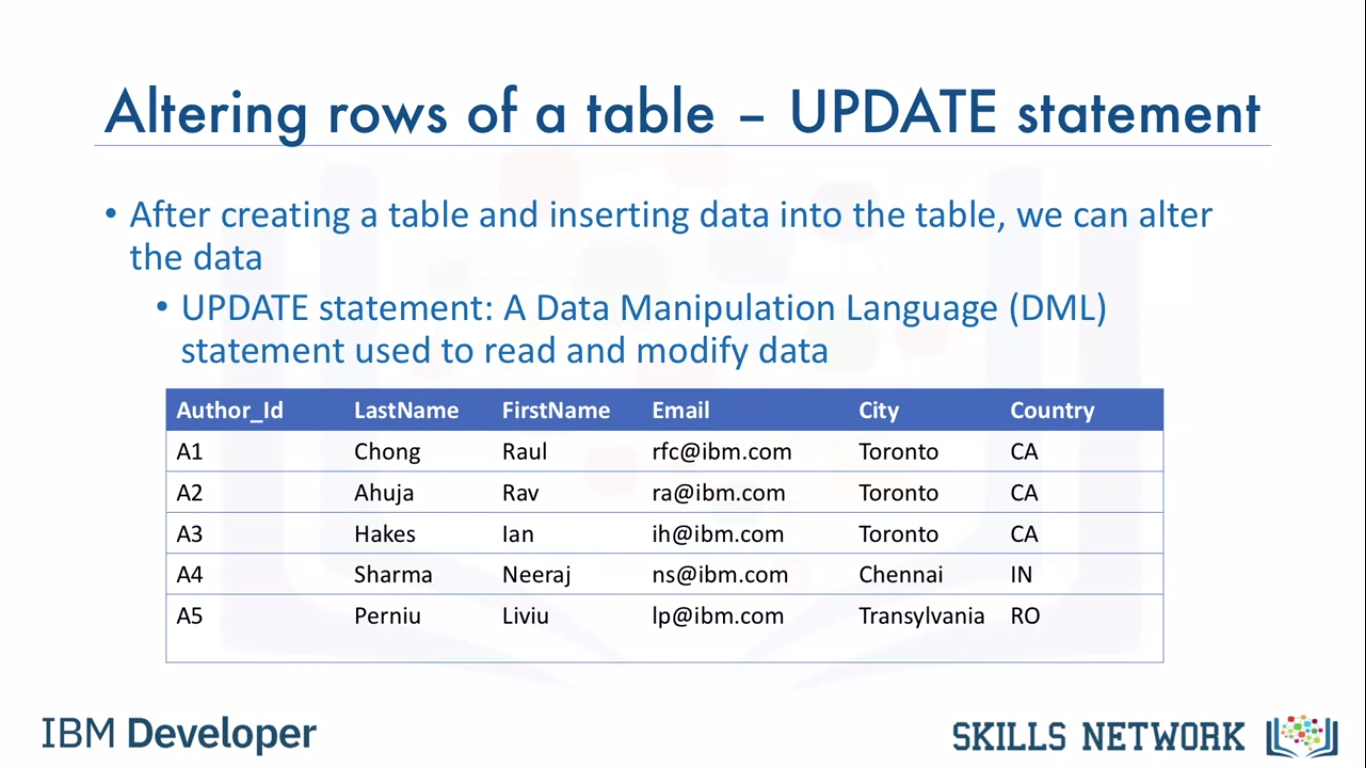 Altering rows of a table – UPDATE statement
• After creating a table and inserting data into the table, we can alter
the data
• UPDATE statement: A Data Manipulation Language (DML)
statement used to read and modify data
Author_Id LastName FirstName Email City Country
A1 Chong Raul rfc@ibm.com Toronto CA
A2 Ahuja Rav ra@ibm.com Toronto CA
A3 Hakes Ian ih@ibm.com Toronto CA
A4 Sharma Neeraj ns@ibm.com Chennai IN
A5 Perniu Liviu lp@ibm.com Transylvania RO
IBM Developer
SKILLS NETWORK